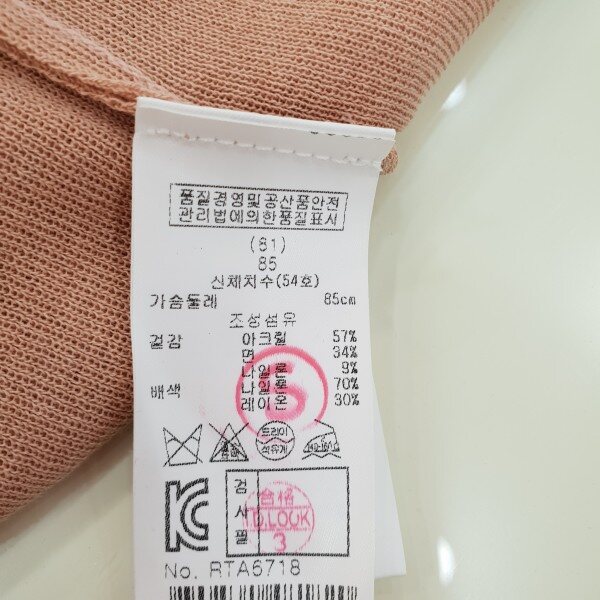 품질경영및공산품안전
관리법에의한품질표시
(81)
85
신체치수(54호)
가슴둘레 85cm
조성섬유
겉감 아크릴 57%
면 34%
나일론 9%
배색 나일론 70%
레이온 30%
드라이
석유계
검사필
合格
D.LOOK
3
No. RTA6718